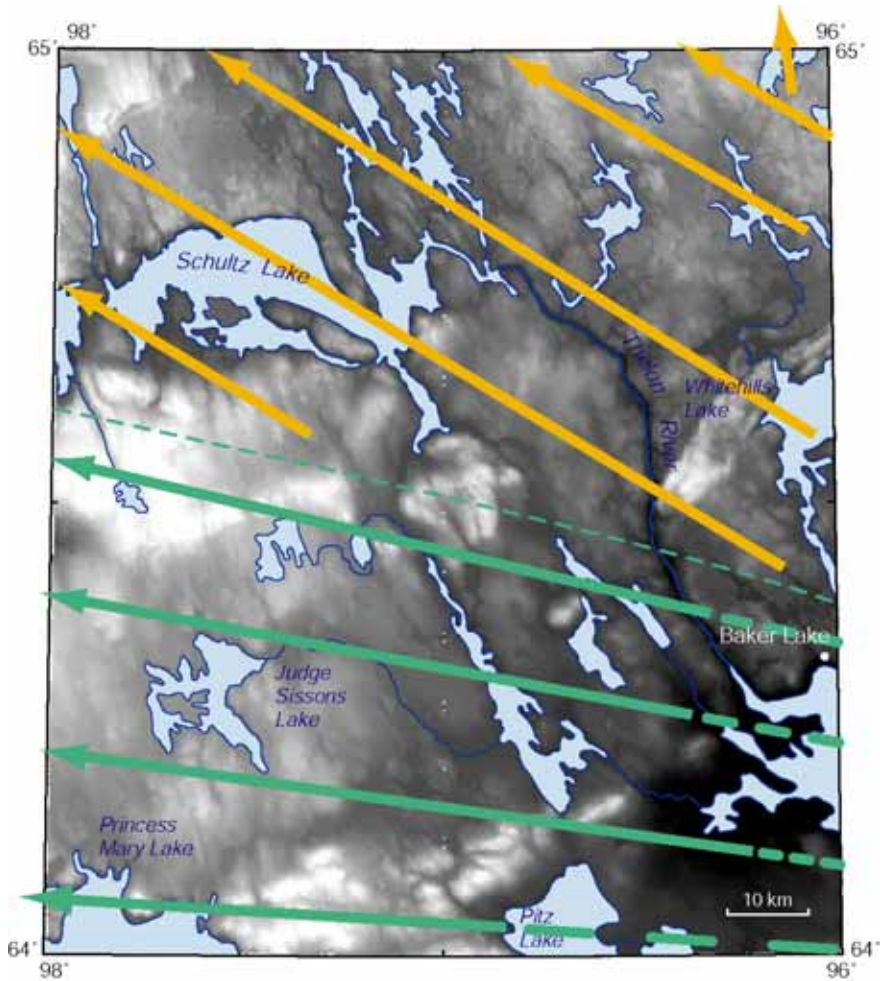 98°
96°
65°
65°
Schultz Lake
Thelon River
Whitehills
Lake
Baker Lake
Judge
Sissons
Lake
Princess
Mary Lake
10 km
Pitz
Lake
64°
64°
98°
96°